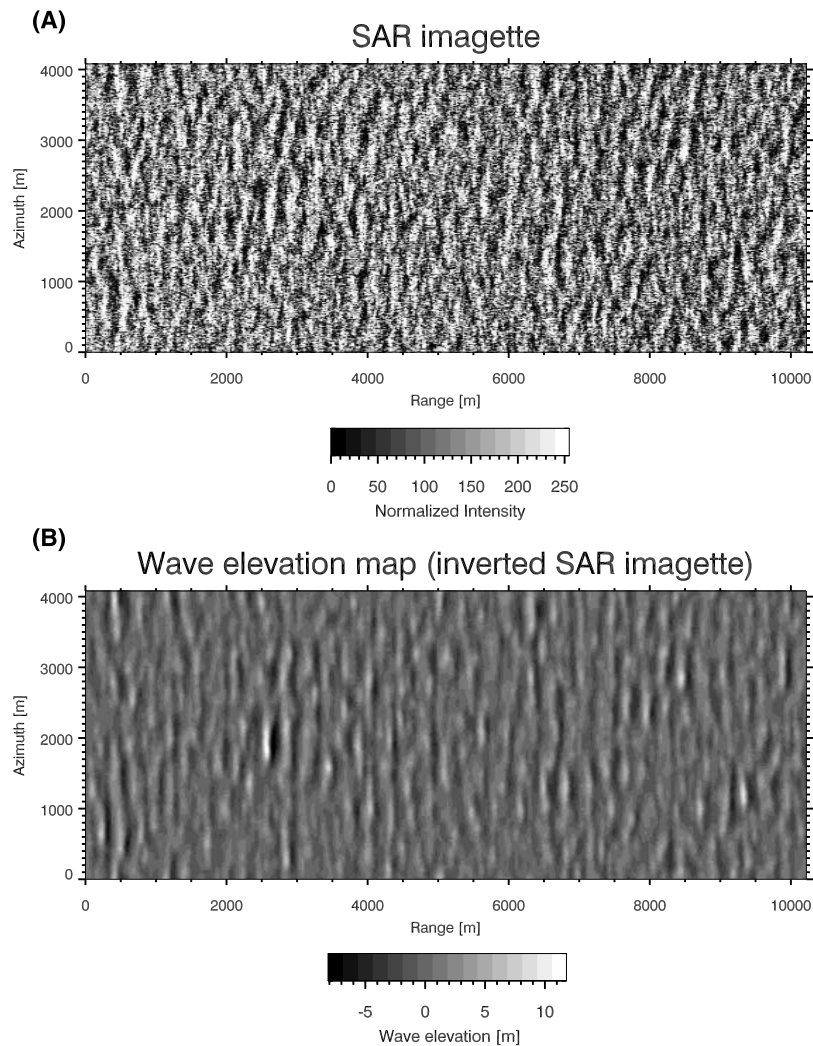 (A)
SAR imagette
4000
3000
2000
1000
0
Azimuth [m]
0 2000 4000 6000 8000 10000
Range [m]
0 50 100 150 200 250
Normalized Intensity
(B)
Wave elevation map (inverted SAR imagette)
4000
3000
2000
1000
0
Azimuth [m]
0 2000 4000 6000 8000 10000
Range [m]
-5 0 5 10
Wave elevation [m]